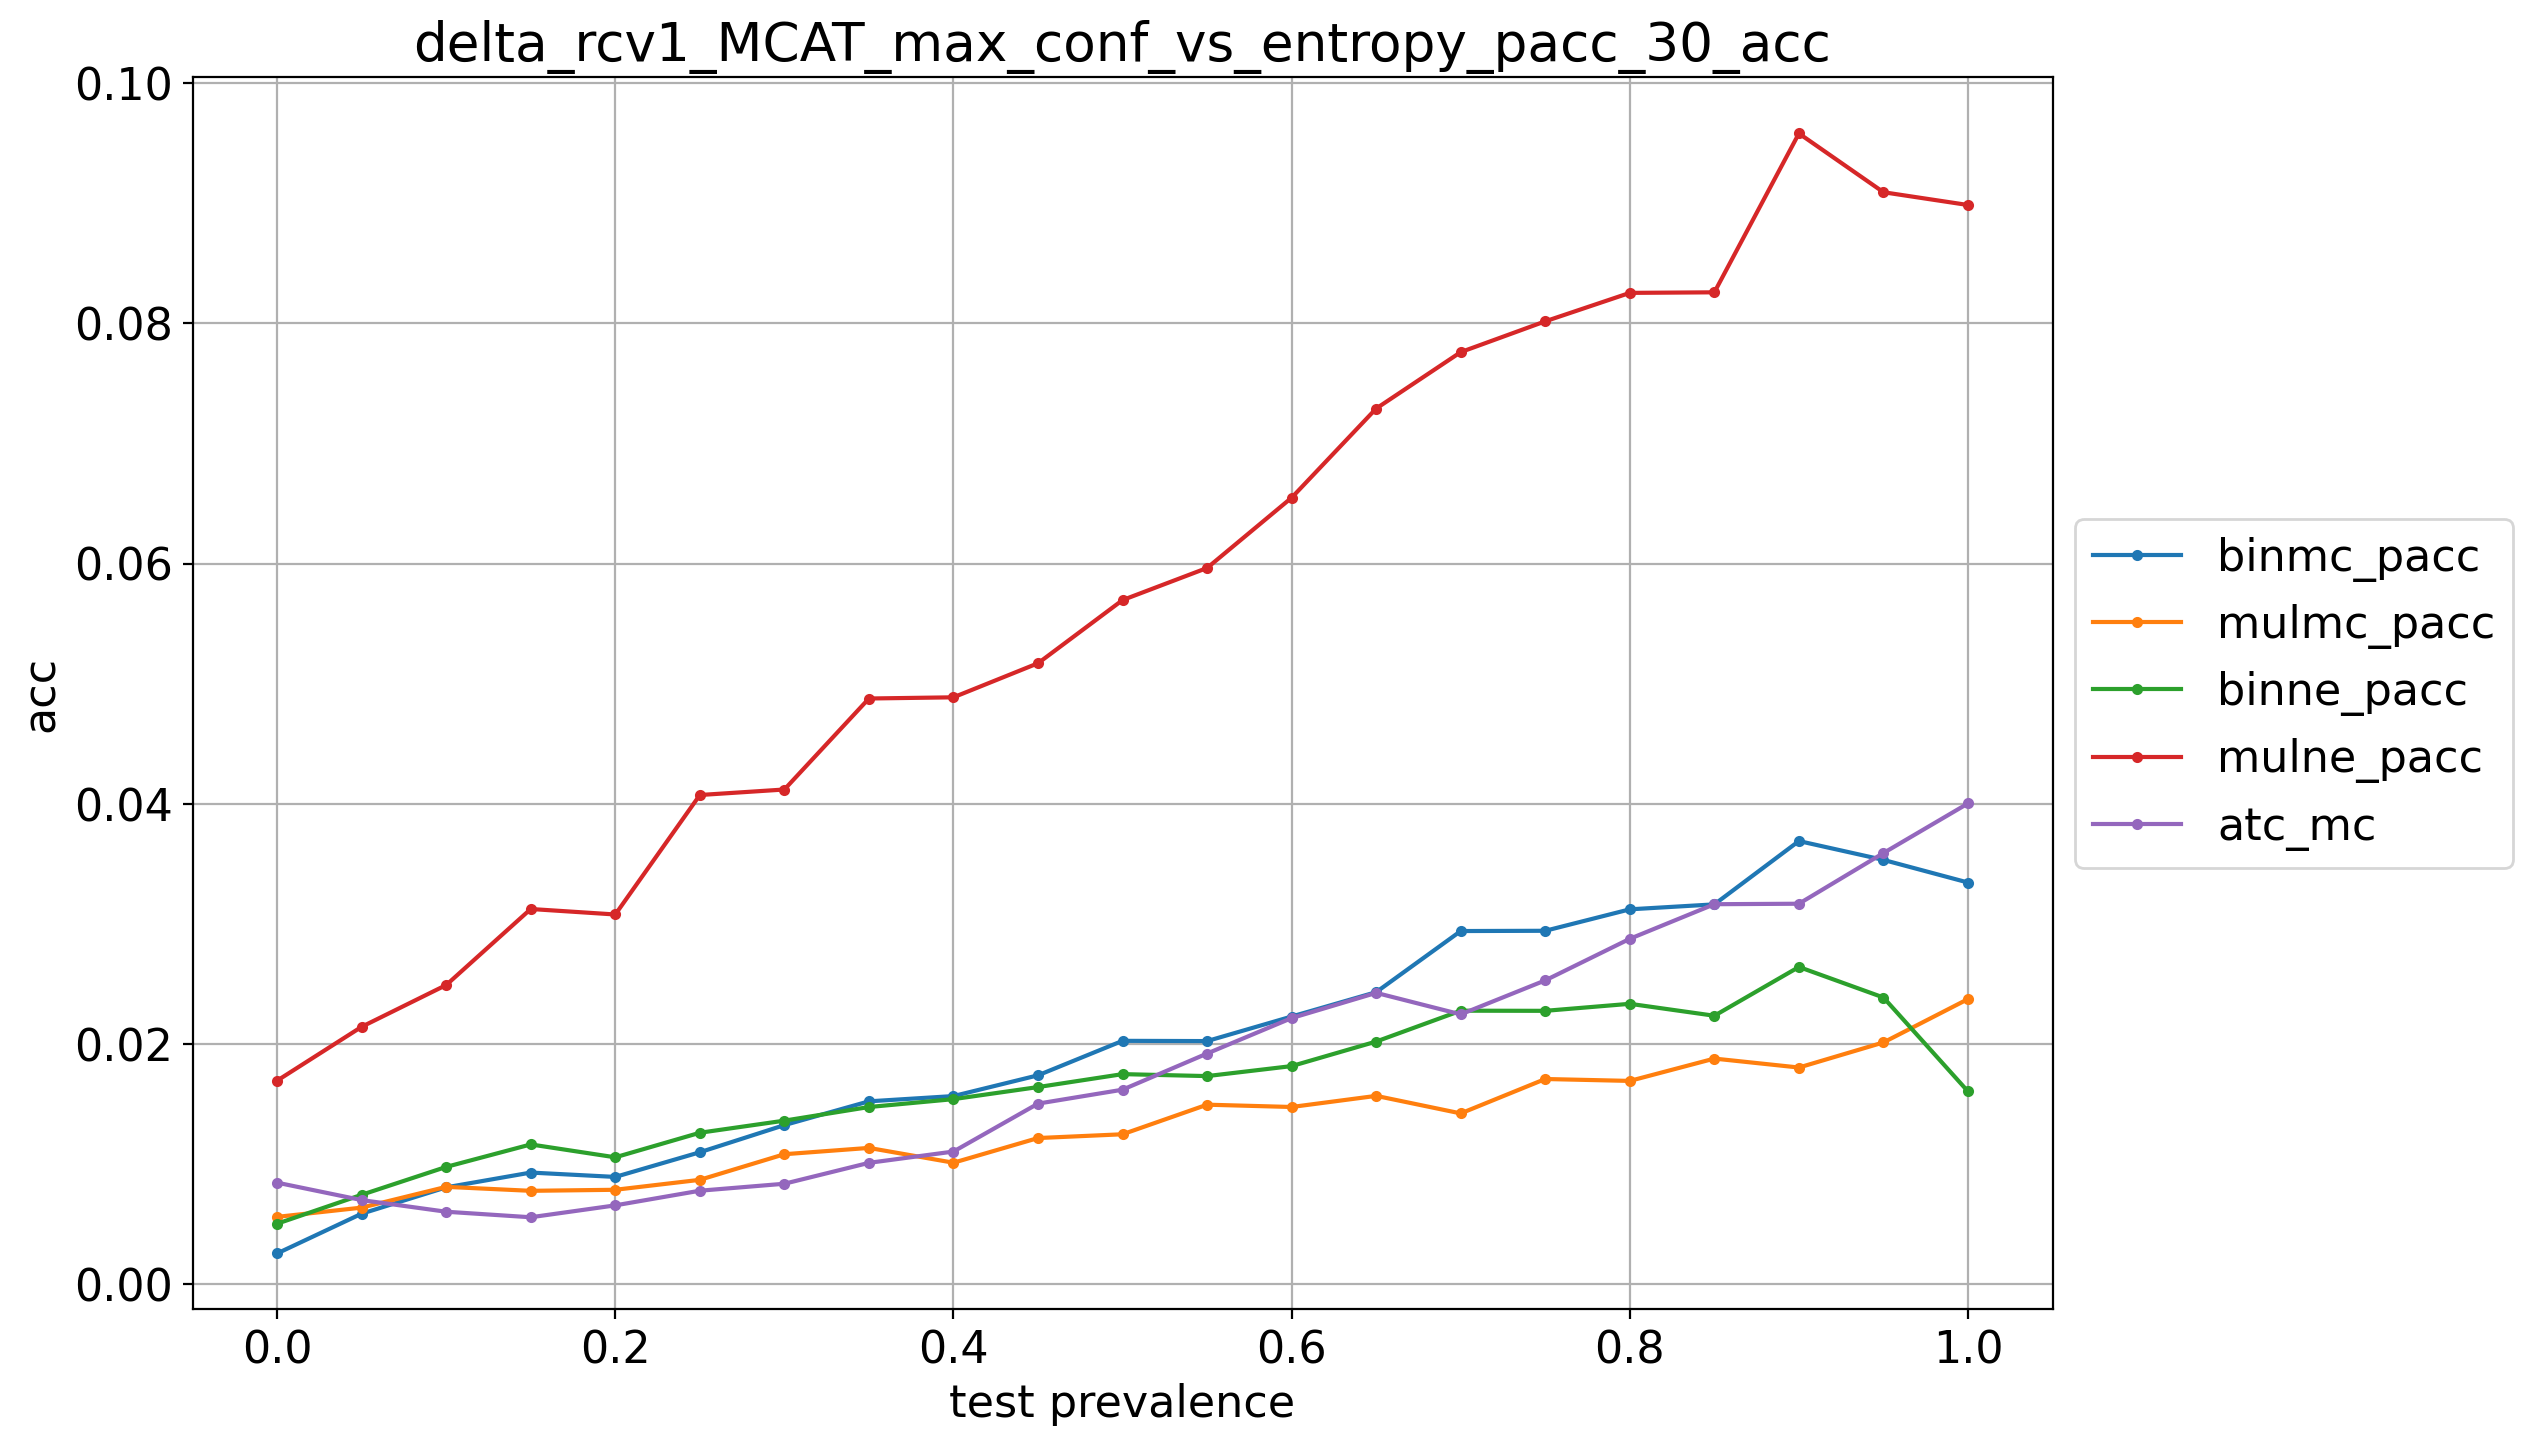 delta_rcv1_MCAT_max_conf_vs_entropy_pacc_30_acc
0.10
0.08
0.06
0.04
0.02
0.00
acc
0.0 0.2 0.4 0.6 0.8 1.0
test prevalence
binmc_pacc
mulmc_pacc
binne_pacc
mulne_pacc
atc_mc